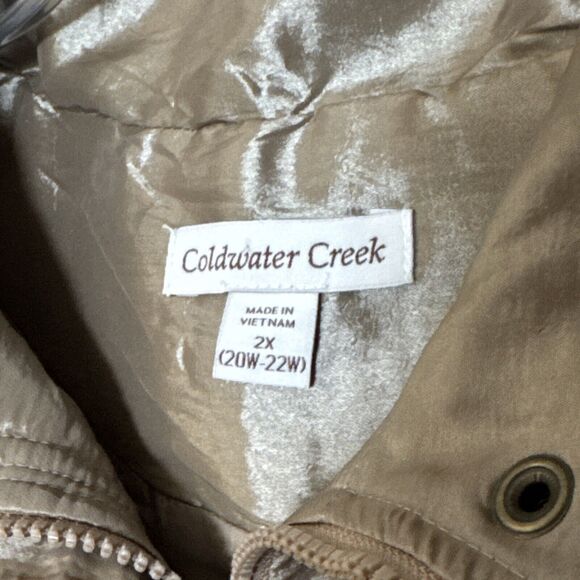 Coldwater Creek
MADE IN
VIETNAM
2X
(20W-22W)